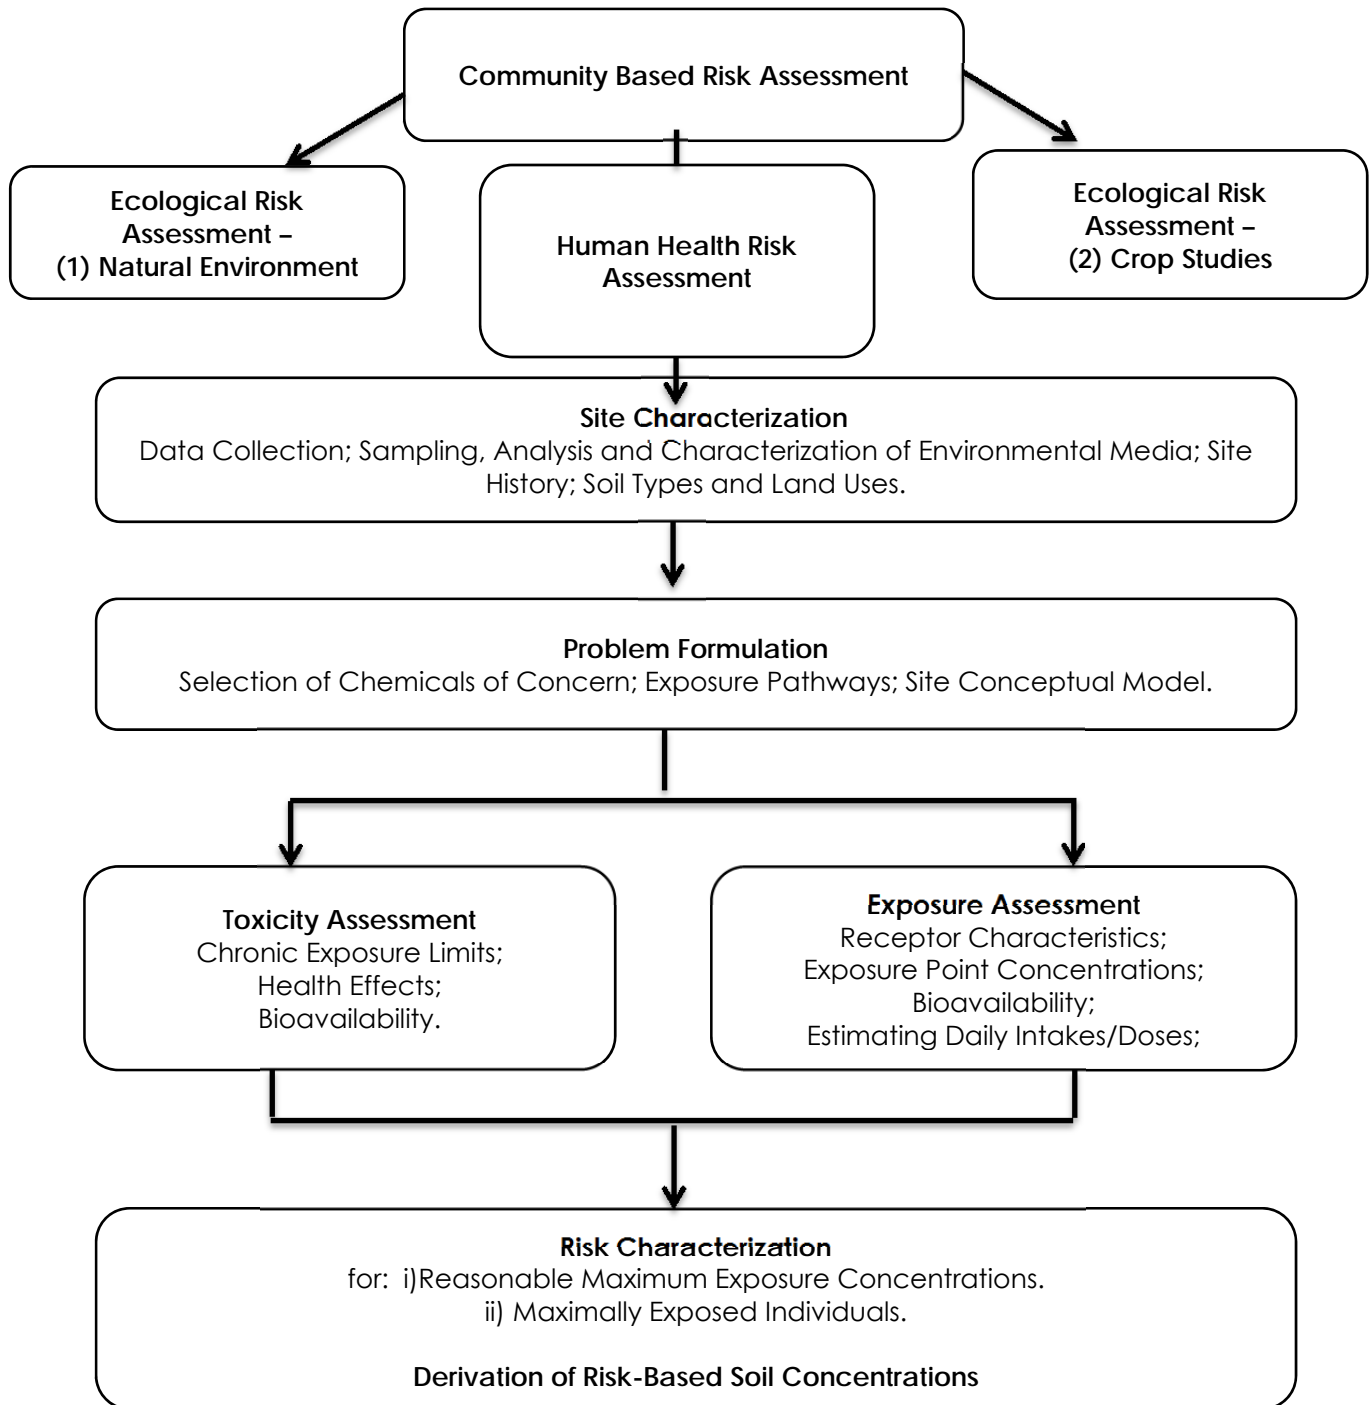 Community Based Risk Assessment
Ecological Risk
Assessment –
(1) Natural Environment
Human Health Risk
Assessment
Ecological Risk
Assessment –
(2) Crop Studies
Site Characterization
Data Collection; Sampling, Analysis and Characterization of Environmental Media; Site
History; Soil Types and Land Uses.
Problem Formulation
Selection of Chemicals of Concern; Exposure Pathways; Site Conceptual Model.
Toxicity Assessment
Chronic Exposure Limits;
Health Effects;
Bioavailability.
Exposure Assessment
Receptor Characteristics;
Exposure Point Concentrations;
Bioavailability;
Estimating Daily Intakes/Doses;
Risk Characterization
for: i)Reasonable Maximum Exposure Concentrations.
ii) Maximally Exposed Individuals.
Derivation of Risk-Based Soil Concentrations